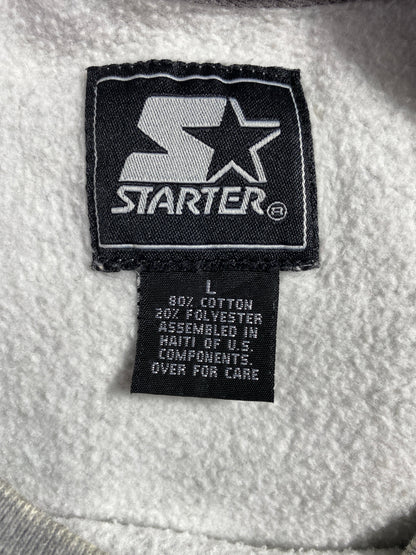 STARTER®
L
80% COTTON
20% POLYESTER
ASSEMBLED IN
HAITI OF U.S.
COMPONENTS.
OVER FOR CARE